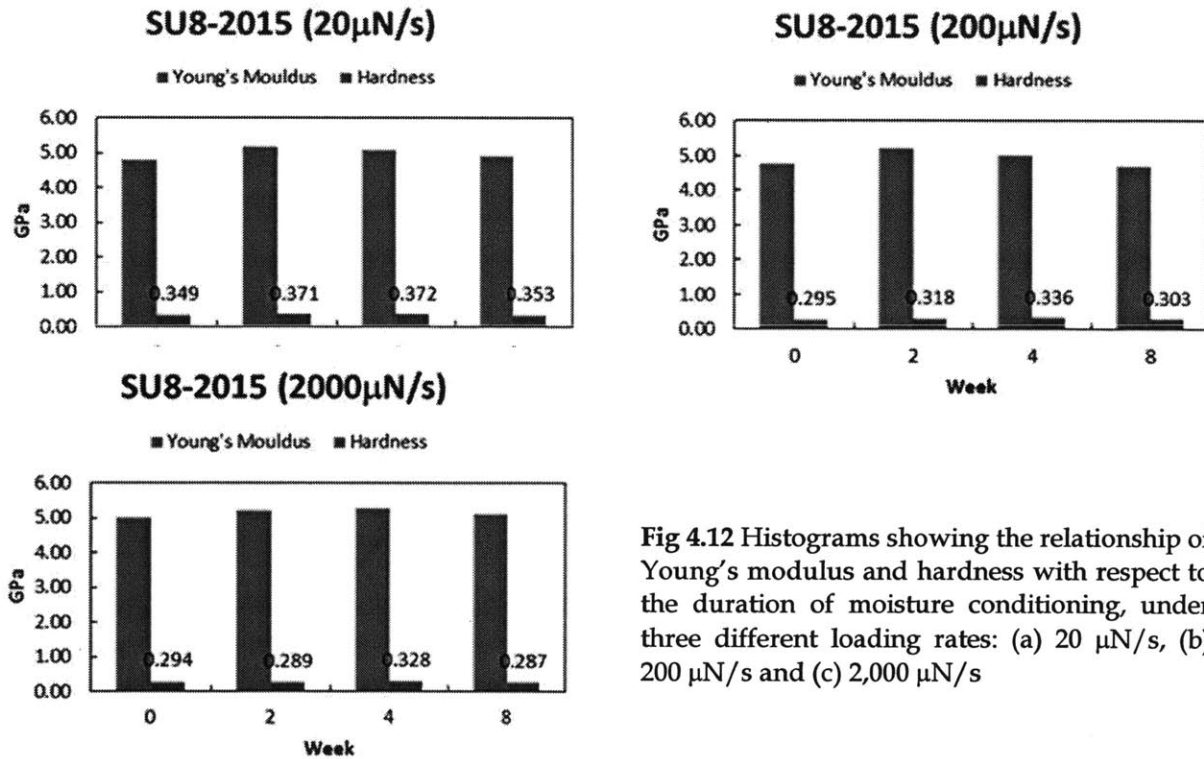 SU8-2015 (20μN/s)
Young's Mouldus Hardness
6.00
5.00
4.00
3.00
2.00
1.00
0.00
GPa
0.349 0.371 0.372 0.353
SU8-2015 (200μN/s)
Young's Mouldus Hardness
6.00
5.00
4.00
3.00
2.00
1.00
0.00
GPa
0.295 0.318 0.336 0.303
0 2 4 8
Week
SU8-2015 (2000μN/s)
Young's Mouldus Hardness
6.00
5.00
4.00
3.00
2.00
1.00
0.00
GPa
0.294 0.289 0.328 0.287
0 2 4 8
Week
Fig 4.12 Histograms showing the relationship of
Young's modulus and hardness with respect to
the duration of moisture conditioning, under
three different loading rates: (a) 20 μN/s, (b)
200 μN/s and (c) 2,000 μN/s